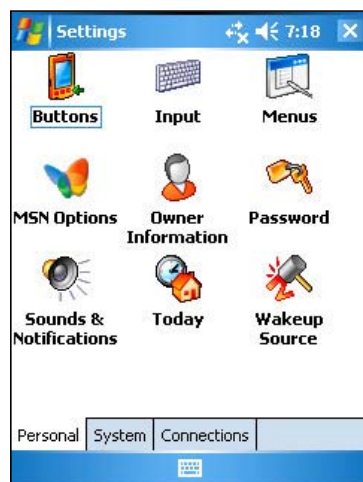 Settings 7:18
Buttons Input Menus
MSN Options Owner Information Password
Sounds & Notifications Today Wakeup Source
Personal System Connections